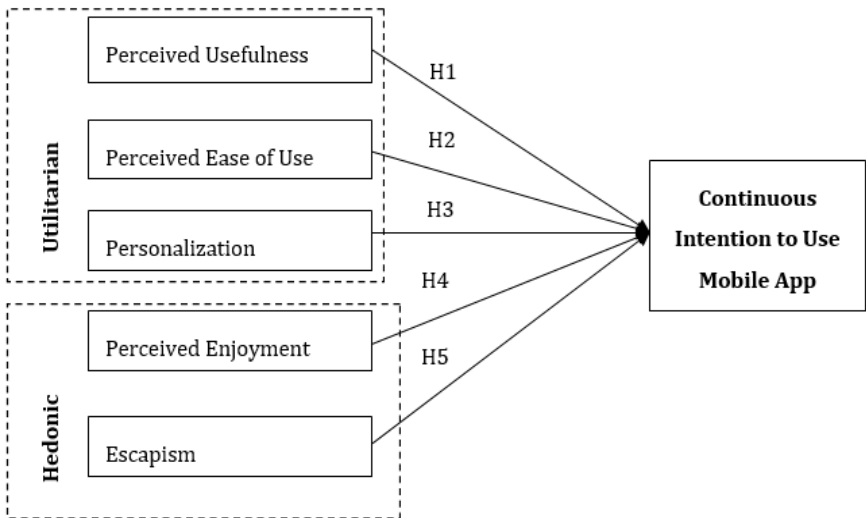 Utilitarian
Perceived Usefulness
Perceived Ease of Use
Personalization
Hedonic
Perceived Enjoyment
Escapism
H1
H2
H3
H4
H5
Continuous
Intention to Use
Mobile App